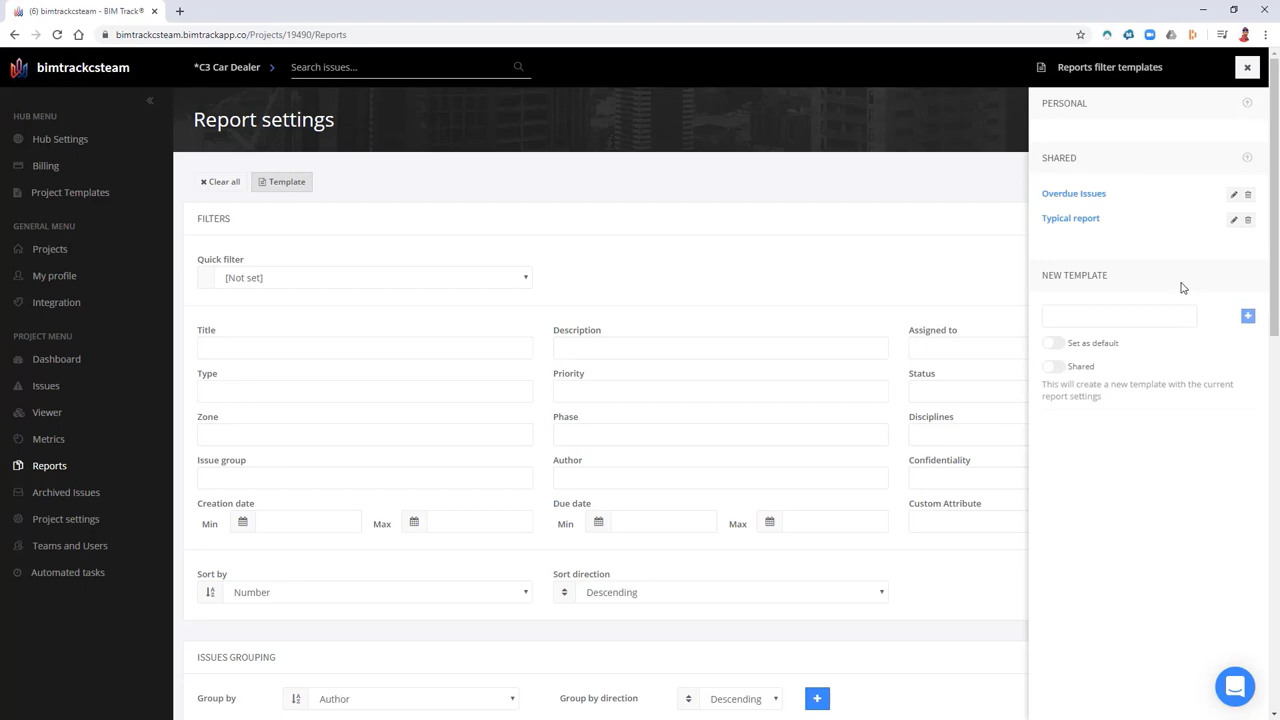 (6) bimtrackcsteam - BIM Track®
bimtrackcsteam.bimtrackapp.co/Projects/19490/Reports
bimtrackcsteam
*C3 Car Dealer
Search issues...
Reports filter templates
HUB MENU
Hub Settings
Billing
Project Templates
GENERAL MENU
Projects
My profile
Integration
PROJECT MENU
Dashboard
Issues
Viewer
Metrics
Reports
Archived Issues
Project settings
Teams and Users
Automated tasks
Report settings
Clear all
Template
FILTERS
Quick filter
[Not set]
Title
Description
Assigned to
Type
Priority
Status
Zone
Phase
Disciplines
Issue group
Author
Confidentiality
Creation date
Due date
Custom Attribute
Min
Max
Min
Max
Sort by
Sort direction
Number
Descending
ISSUES GROUPING
Group by
Author
Group by direction
Descending
PERSONAL
SHARED
Overdue Issues
Typical report
NEW TEMPLATE
Set as default
Shared
This will create a new template with the current
report settings